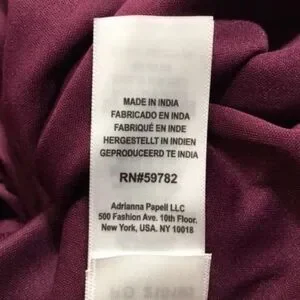 MADE IN INDIA
FABRICADO EN INDA
FABRIQUÉ EN INDE
HERGESTELLT IN INDIEN
GEPRODUCEERD TE INDIA
RN#59782
Adrianna Papell LLC
500 Fashion Ave. 10th Floor.
New York, USA. NY 10018